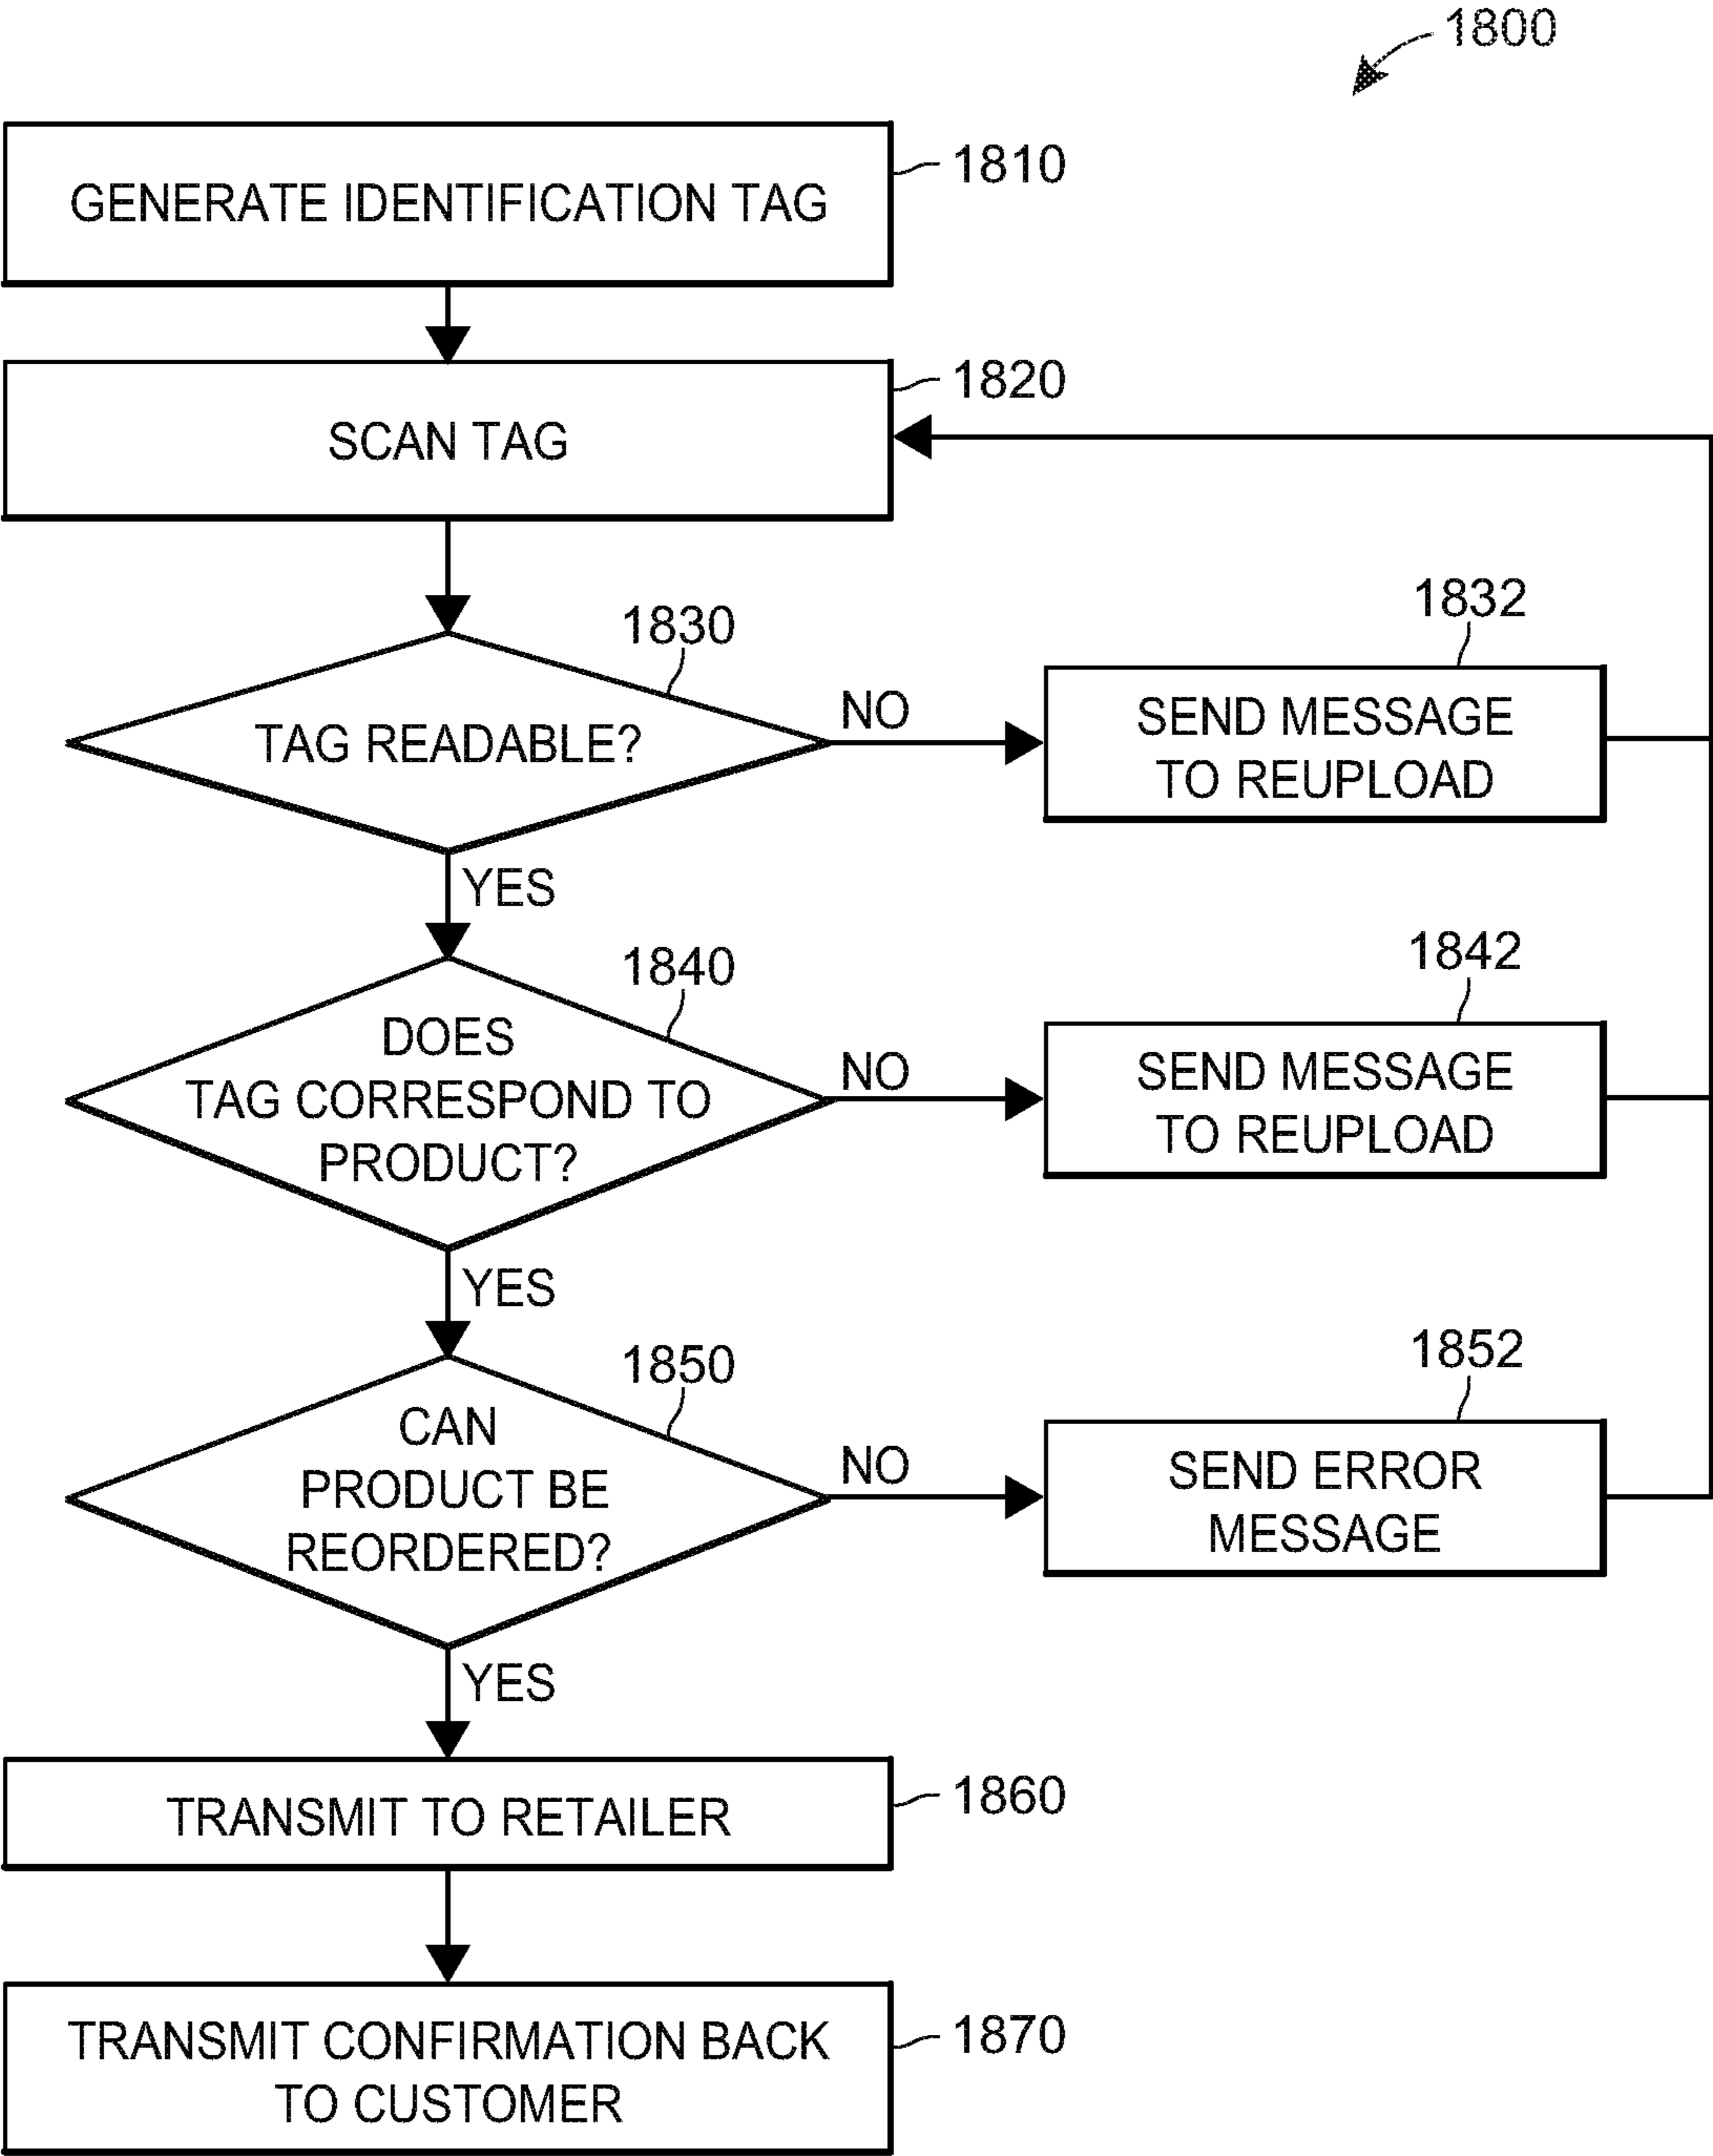 1800
GENERATE IDENTIFICATION TAG
1810
SCAN TAG
1820
1830
TAG READABLE?
NO
1832
SEND MESSAGE
TO REUPLOAD
YES
1840
DOES
TAG CORRESPOND TO
PRODUCT?
NO
1842
SEND MESSAGE
TO REUPLOAD
YES
1850
CAN
PRODUCT BE
REORDERED?
NO
1852
SEND ERROR
MESSAGE
YES
TRANSMIT TO RETAILER
1860
TRANSMIT CONFIRMATION BACK
TO CUSTOMER
1870